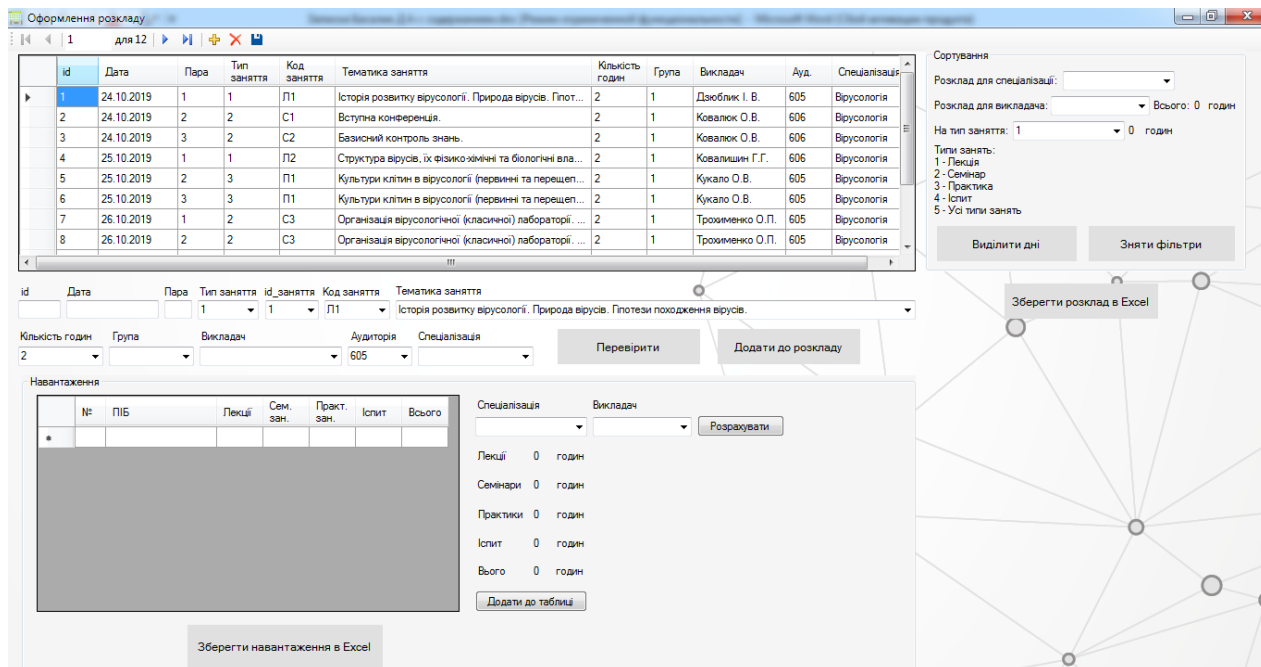 Оформлення розкладу
1 для 12
id Дата Пара Тип заняття Код заняття Тематика заняття Кількість годин Група Викладач Ауд. Спеціалізація
1 24.10.2019 1 1 Л1 Історія розвитку вірусології. Природа вірусів. Гіпот... 2 1 Дзюблик І. В. 605 Вірусологія
2 24.10.2019 2 2 С1 Вступна конференція. 2 1 Ковалюк О.В. 606 Вірусологія
3 24.10.2019 3 2 С2 Базисний контроль знань. 2 1 Ковалюк О.В. 606 Вірусологія
4 25.10.2019 1 1 Л2 Структура вірусів, їх фізико-хімічні та біологічні вла... 2 1 Ковалишин Г.Г. 606 Вірусологія
5 25.10.2019 2 3 П1 Культури клітин в вірусології (первинні та перещеп... 2 1 Кукало О.В. 605 Вірусологія
6 25.10.2019 3 3 П1 Культури клітин в вірусології (первинні та перещеп... 2 1 Кукало О.В. 605 Вірусологія
7 26.10.2019 1 2 С3 Організація вірусологічної (класичної) лабораторії. ... 2 1 Трохименко О.П. 605 Вірусологія
8 26.10.2019 2 2 С3 Організація вірусологічної (класичної) лабораторії. ... 2 1 Трохименко О.П. 605 Вірусологія
Сортування
Розклад для спеціалізації:
Розклад для викладача: Всього: 0 годин
На тип заняття: 1 0 годин
Типи занять:
1 - Лекція
2 - Семінар
3 - Практика
4 - Іспит
5 - Усі типи занять
Виділити дні Зняти фільтри
Зберегти розклад в Excel
id Дата Пара Тип заняття id_заняття Код заняття Тематика заняття
1 1 Л1 Історія розвитку вірусології. Природа вірусів. Гіпотези походження вірусів.
Кількість годин Група Викладач Аудиторія Спеціалізація
2 605
Перевірити Додати до розкладу
Навантаження
№ ПІБ Лекції Сем. зан. Практ. зан. Іспит Всього
Спеціалізація Викладач
Розрахувати
Лекції 0 годин
Семінари 0 годин
Практики 0 годин
Іспит 0 годин
Вього 0 годин
Додати до таблиці
Зберегти навантаження в Excel